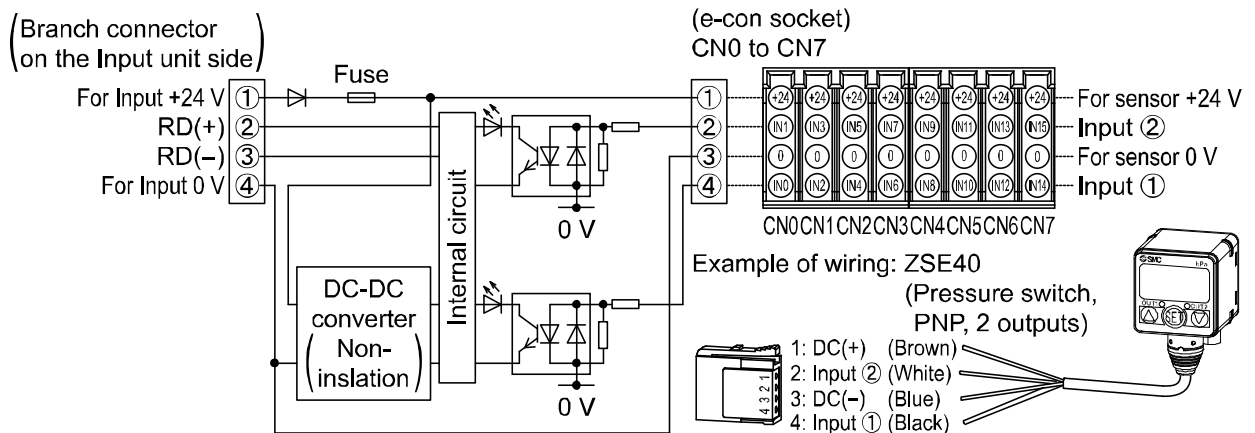 (Branch connector
on the Input unit side)
For Input +24 V ①
RD(+) ②
RD(−) ③
For Input 0 V ④
Fuse
Internal circuit
DC-DC
converter
(Non-
inslation)
0 V
0 V
①
②
③
④
(e-con socket)
CN0 to CN7
+24 +24 +24 +24 +24 +24 +24 +24
IN1 IN3 IN5 IN7 IN9 IN11 IN13 IN15
0 0 0 0 0 0 0 0
IN0 IN2 IN4 IN6 IN8 IN10 IN12 IN14
For sensor +24 V
Input ②
For sensor 0 V
Input ①
CN0 CN1 CN2 CN3 CN4 CN5 CN6 CN7
Example of wiring: ZSE40
(Pressure switch,
PNP, 2 outputs)
4 3 2 1
1: DC(+) (Brown)
2: Input ② (White)
3: DC(−) (Blue)
4: Input ① (Black)
SMC
kPa
OUT1 OUT2
SET